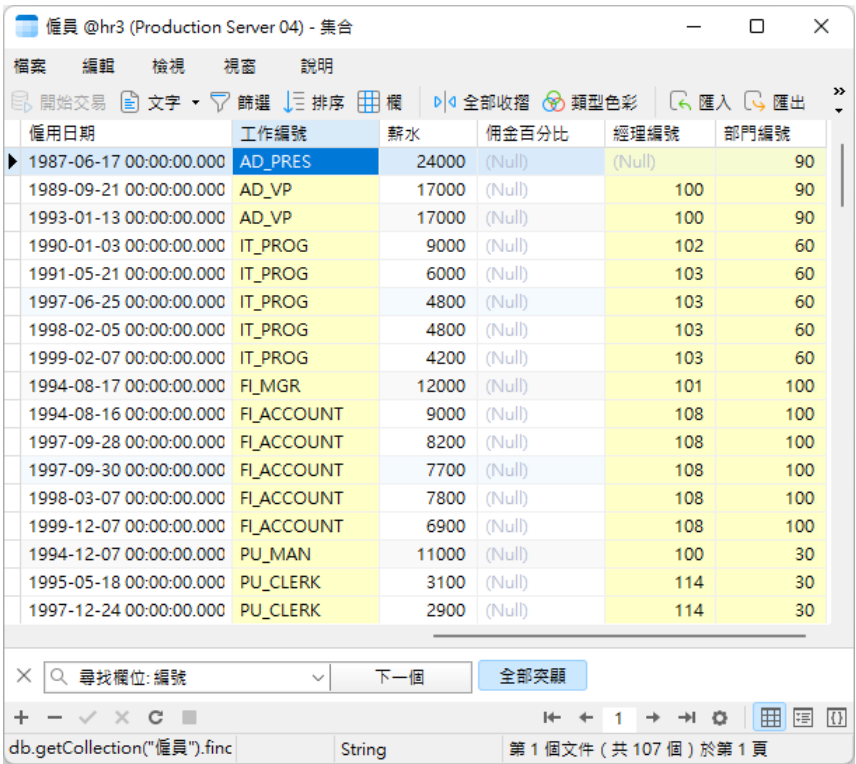 僱員 @hr3 (Production Server 04) - 集合
檔案 編輯 檢視 視窗 說明
開始交易 文字 篩選 排序 欄 全部收摺 類型色彩 匯入 匯出
僱用日期 工作編號 薪水 佣金百分比 經理編號 部門編號
1987-06-17 00:00:00.000 AD_PRES 24000 (Null) (Null) 90
1989-09-21 00:00:00.000 AD_VP 17000 (Null) 100 90
1993-01-13 00:00:00.000 AD_VP 17000 (Null) 100 90
1990-01-03 00:00:00.000 IT_PROG 9000 (Null) 102 60
1991-05-21 00:00:00.000 IT_PROG 6000 (Null) 103 60
1997-06-25 00:00:00.000 IT_PROG 4800 (Null) 103 60
1998-02-05 00:00:00.000 IT_PROG 4800 (Null) 103 60
1999-02-07 00:00:00.000 IT_PROG 4200 (Null) 103 60
1994-08-17 00:00:00.000 FI_MGR 12000 (Null) 101 100
1994-08-16 00:00:00.000 FI_ACCOUNT 9000 (Null) 108 100
1997-09-28 00:00:00.000 FI_ACCOUNT 8200 (Null) 108 100
1997-09-30 00:00:00.000 FI_ACCOUNT 7700 (Null) 108 100
1998-03-07 00:00:00.000 FI_ACCOUNT 7800 (Null) 108 100
1999-12-07 00:00:00.000 FI_ACCOUNT 6900 (Null) 108 100
1994-12-07 00:00:00.000 PU_MAN 11000 (Null) 100 30
1995-05-18 00:00:00.000 PU_CLERK 3100 (Null) 114 30
1997-12-24 00:00:00.000 PU_CLERK 2900 (Null) 114 30
尋找欄位: 編號 下一個 全部突顯
1
db.getCollection("僱員").finc String 第 1 個文件 ( 共 107 個 ) 於第 1 頁